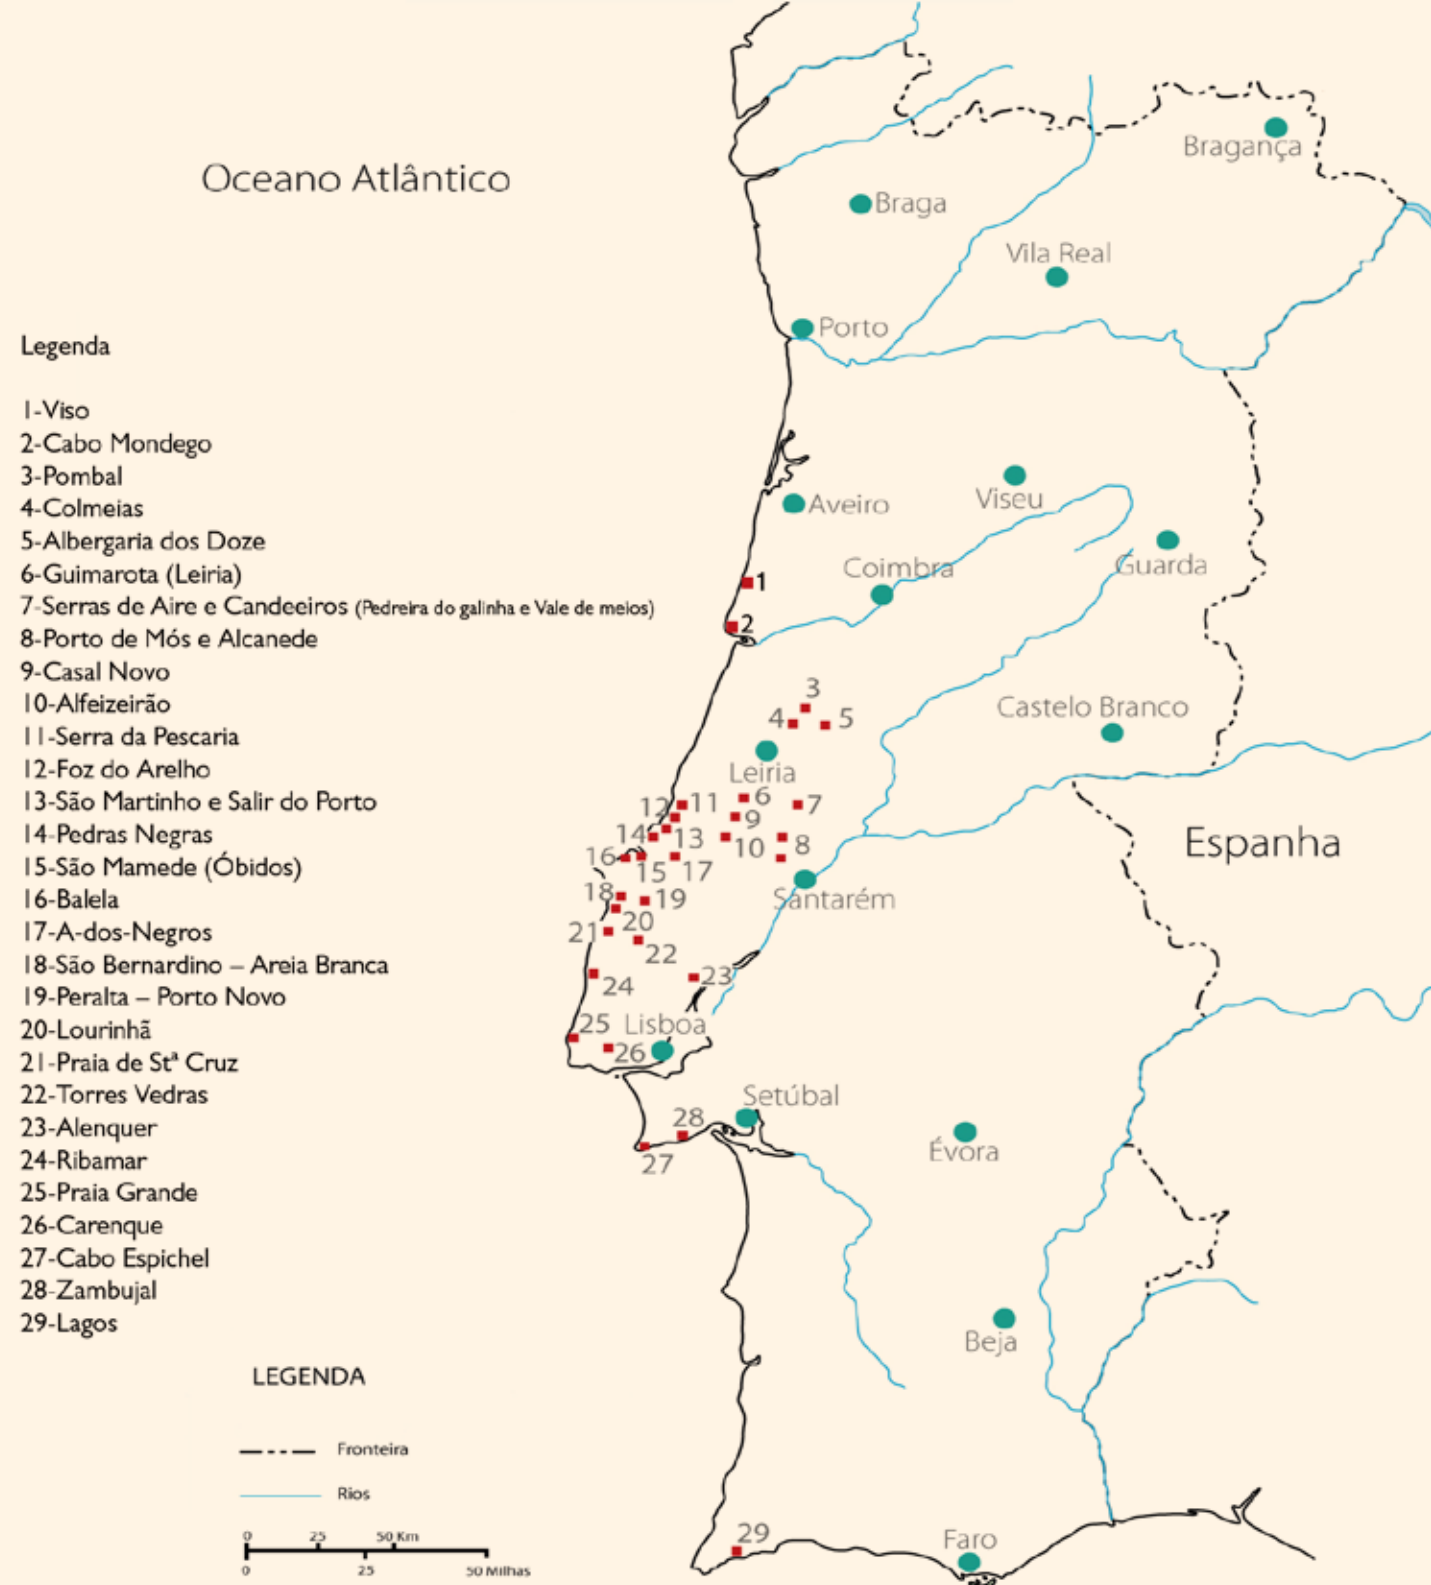 Oceano Atlântico
Bragança
Braga
Vila Real
Porto
Legenda
1-Viso
2-Cabo Mondego
3-Pombal
4-Colmeias
5-Albergaria dos Doze
6-Guimarota (Leiria)
7-Serras de Aire e Candeeiros (Pedreira do galinha e Vale de meios)
8-Porto de Mós e Alcanede
9-Casal Novo
10-Alfeizeirão
11-Serra da Pescaria
12-Foz do Arelho
13-São Martinho e Salir do Porto
14-Pedras Negras
15-São Mamede (Óbidos)
16-Balela
17-A-dos-Negros
18-São Bernardino – Areia Branca
19-Peralta – Porto Novo
20-Lourinhã
21-Praia de Stª Cruz
22-Torres Vedras
23-Alenquer
24-Ribamar
25-Praia Grande
26-Carenque
27-Cabo Espichel
28-Zambujal
29-Lagos
Viseu
Aveiro
Guarda
Coimbra
1
2
3
4
5
Castelo Branco
Leiria
6
7
11
12
9
Espanha
14
13
10
8
16
15
17
Santarém
18
19
20
21
22
23
24
25
Lisboa
26
Setúbal
28
27
Évora
Beja
29
Faro
LEGENDA
Fronteira
Rios
0 25 50 Km
0 25 50 Milhas